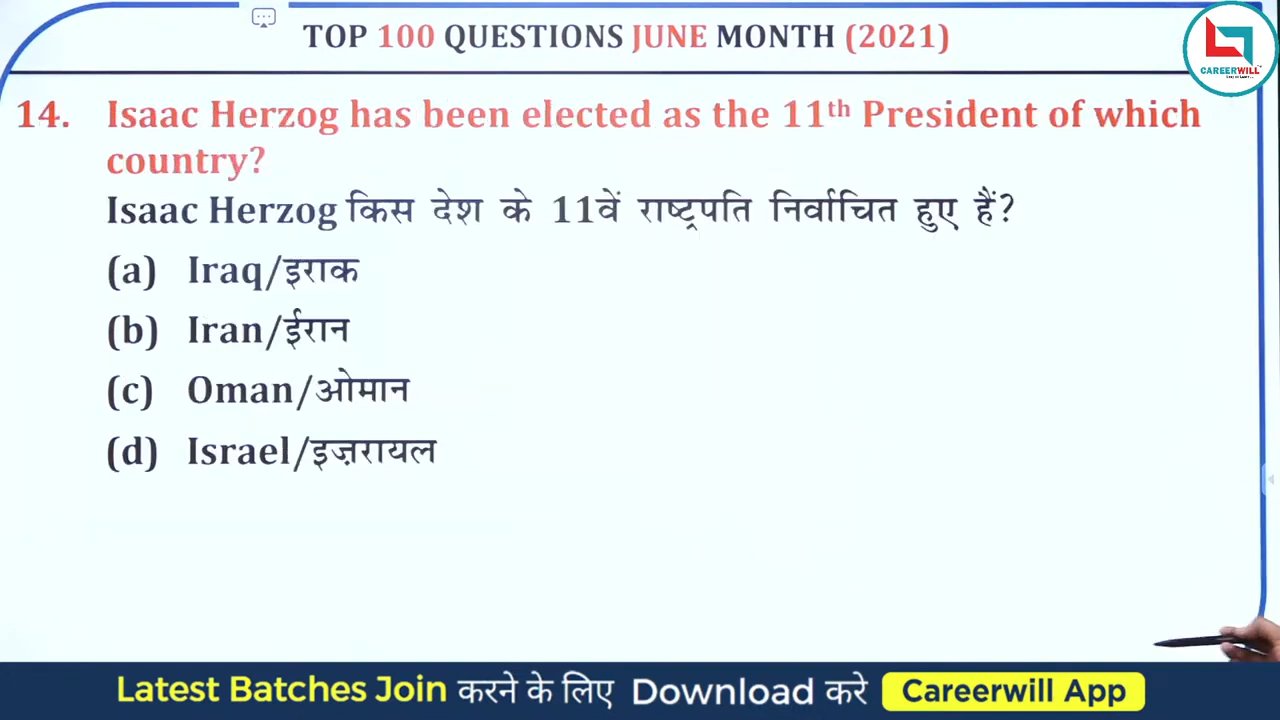 TOP 100 QUESTIONS JUNE MONTH (2021)
CAREERWILL
14. Isaac Herzog has been elected as the 11th President of which
country?
Isaac Herzog किस देश के 11वें राष्ट्रपति निर्वाचित हुए हैं?
(a) Iraq/इराक
(b) Iran/ईरान
(c) Oman/ओमान
(d) Israel/इज़रायल
Latest Batches Join करने के लिए Download करे Careerwill App